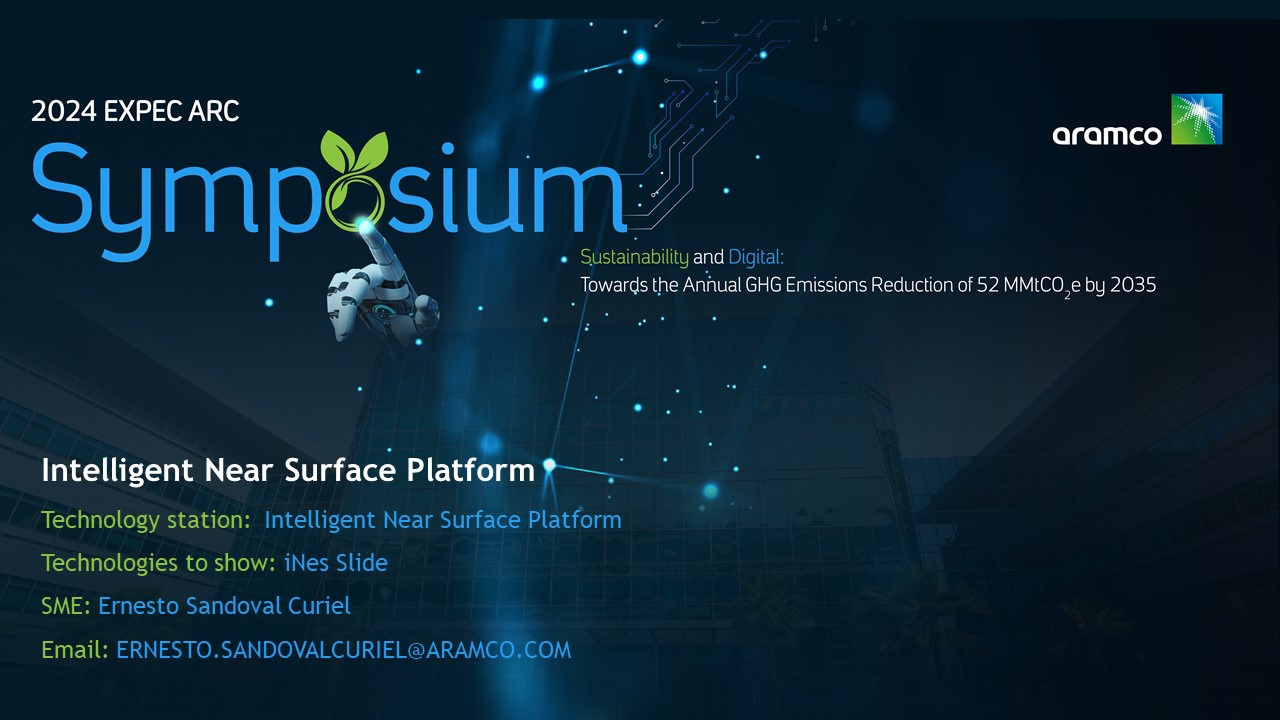 2024 EXPEC ARC
Symposium
aramco
Sustainability and Digital:
Towards the Annual GHG Emissions Reduction of 52 MMtCO₂e by 2035
Intelligent Near Surface Platform
Technology station: Intelligent Near Surface Platform
Technologies to show: iNes Slide
SME: Ernesto Sandoval Curiel
Email: ERNESTO.SANDOVALCURIEL@ARAMCO.COM